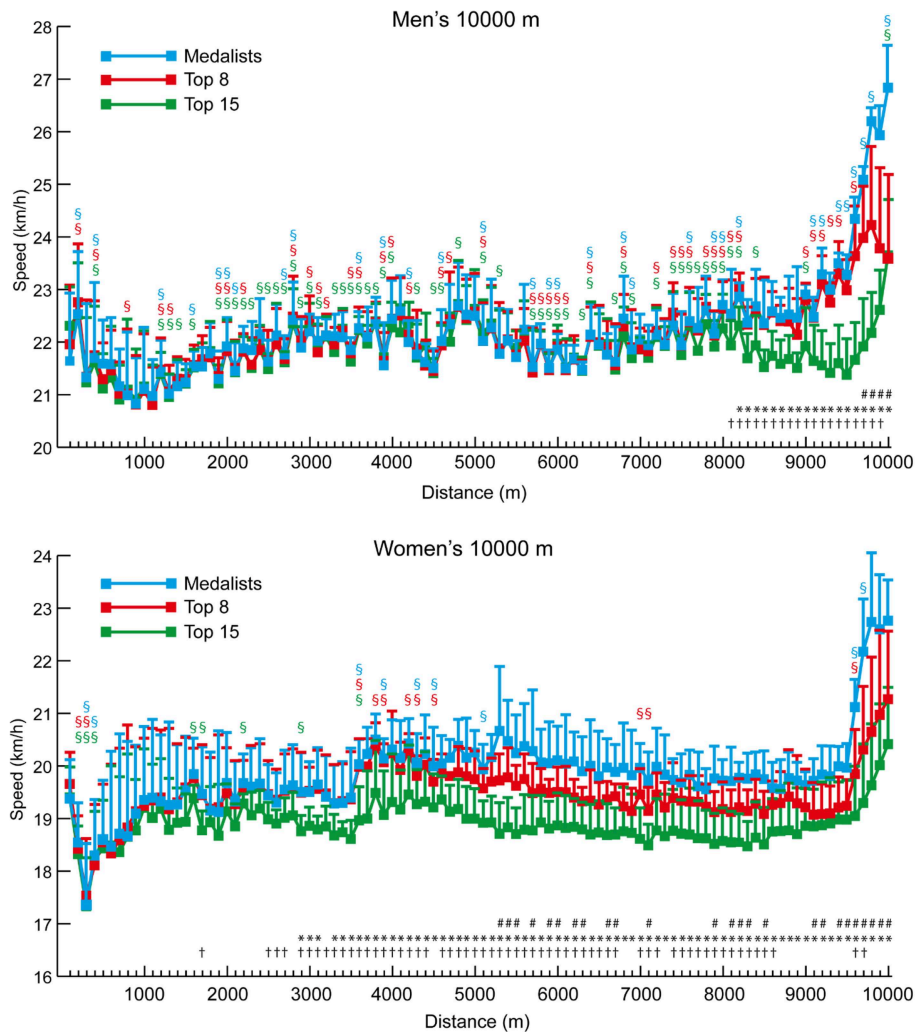 Men's 10000 m
28
27
26
25
24
23
22
21
20
Speed (km/h)
Medalists
Top 8
Top 15
1000 2000 3000 4000 5000 6000 7000 8000 9000 10000
Distance (m)
Women's 10000 m
24
23
22
21
20
19
18
17
16
Speed (km/h)
Medalists
Top 8
Top 15
1000 2000 3000 4000 5000 6000 7000 8000 9000 10000
Distance (m)